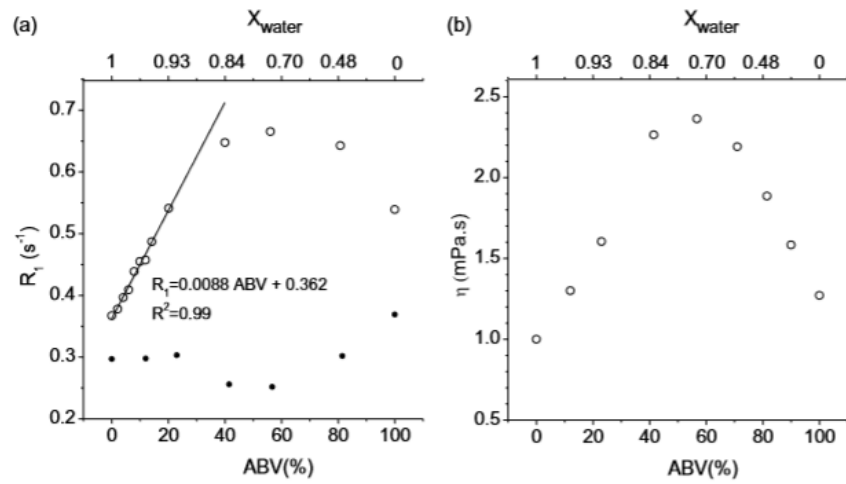 (a)
X_water
1 0.93 0.84 0.70 0.48 0
0.7
0.6
0.5
0.4
0.3
0.2
R₁ (s⁻¹)
R₁=0.0088 ABV + 0.362
R²=0.99
0 20 40 60 80 100
ABV(%)
(b)
X_water
1 0.93 0.84 0.70 0.48 0
2.5
2.0
1.5
1.0
0.5
η (mPa.s)
0 20 40 60 80 100
ABV(%)